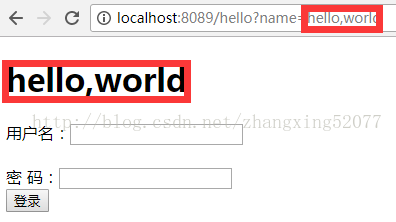 localhost:8089/hello?name=hello,world
hello,world
http://blog.csdn.net/zhangxing52077
用户名：
密 码：
登录